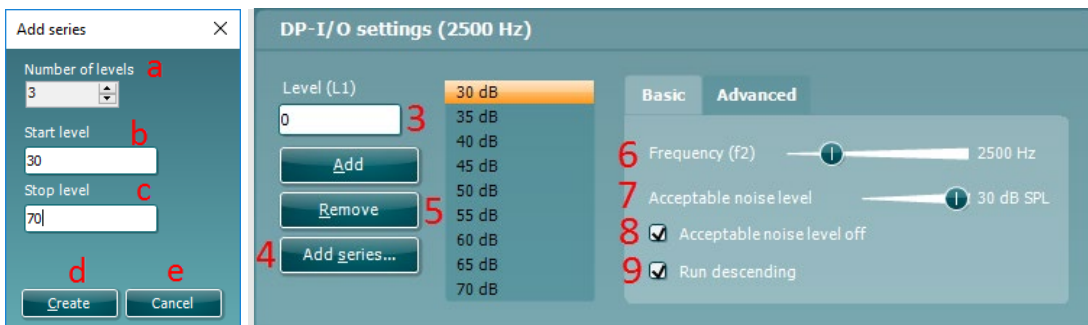 Add series
Number of levels a
3
Start level b
30
Stop level c
70
d e
Create Cancel
DP-I/O settings (2500 Hz)
Level (L1)
0 3
Add
Remove 5
4 Add series...
30 dB
35 dB
40 dB
45 dB
50 dB
55 dB
60 dB
65 dB
70 dB
Basic Advanced
6 Frequency (f2) 2500 Hz
7 Acceptable noise level 30 dB SPL
8 Acceptable noise level off
9 Run descending